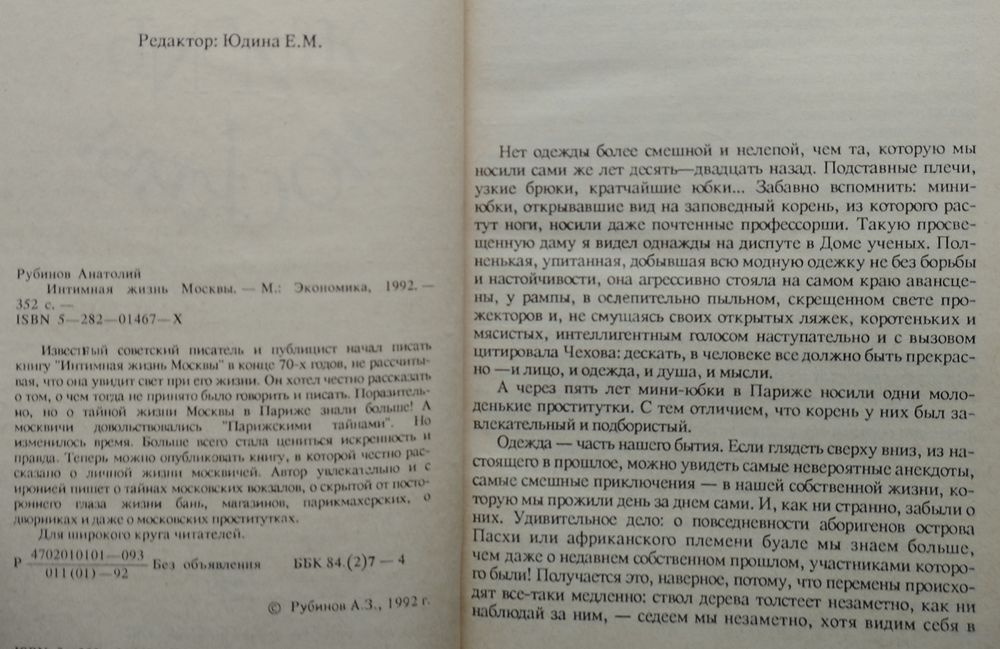 Редактор: Юдина Е.М.
Рубинов Анатолий
Интимная жизнь Москвы. — М.: Экономика, 1992. —
352 с. —
ISBN 5—282—01467—X
Известный советский писатель и публицист начал писать
книгу "Интимная жизнь Москвы" в конце 70-х годов, не рассчиты-
вая, что она увидит свет при его жизни. Он хотел честно рассказать
о том, о чем тогда не принято было говорить и писать. Поразитель-
но, но о тайной жизни Москвы в Париже знали больше! А
москвичи довольствовались "Парижскими тайнами". Но
изменилось время. Больше всего стала цениться искренность и
правда. Теперь можно опубликовать книгу, в которой честно рас-
сказано о личной жизни москвичей. Автор увлекательно и с
иронией пишет о тайнах московских вокзалов, о скрытой от посто-
роннего глаза жизни бань, магазинов, парикмахерских, о
дворниках и даже о московских проститутках.
Для широкого круга читателей.
Р 4702010101—093
011(01)—92 Без объявления ББК 84.(2)7 — 4
© Рубинов А.З., 1992 г.
Нет одежды более смешной и нелепой, чем та, которую мы
носили сами же лет десять—двадцать назад. Подставные плечи,
узкие брюки, кратчайшие юбки... Забавно вспомнить: мини-
юбки, открывавшие вид на заповедный корень, из которого рас-
тут ноги, носили даже почтенные профессорши. Такую просве-
щенную даму я видел однажды на диспуте в Доме ученых. Пол-
ненькая, упитанная, добывшая всю модную одежку не без борьбы
и настойчивости, она агрессивно стояла на самом краю авансце-
ны, у рампы, в ослепительно пыльном, скрещенном свете про-
жекторов и, не смущаясь своих открытых ляжек, коротеньких и
мясистых, интеллигентным голосом наступательно и с вызовом
цитировала Чехова: дескать, в человеке все должно быть прекрас-
но — и лицо, и одежда, и душа, и мысли.
А через пять лет мини-юбки в Париже носили одни моло-
денькие проститутки. С тем отличием, что корень у них был за-
влекательный и подбористый.
Одежда — часть нашего бытия. Если глядеть сверху вниз, из на-
стоящего в прошлое, можно увидеть самые невероятные анекдоты,
самые смешные приключения — в нашей собственной жизни, ко-
торую мы прожили день за днем сами. И, как ни странно, забыли о
них. Удивительное дело: о повседневности аборигенов острова
Пасхи или африканского племени буале мы знаем больше,
чем даже о недавнем собственном прошлом, участниками которо-
го были! Получается это, наверное, потому, что перемены происхо-
дят все-таки медленно: ствол дерева толстеет незаметно, как ни
наблюдай за ним, — седеем мы незаметно, хотя видим себя в